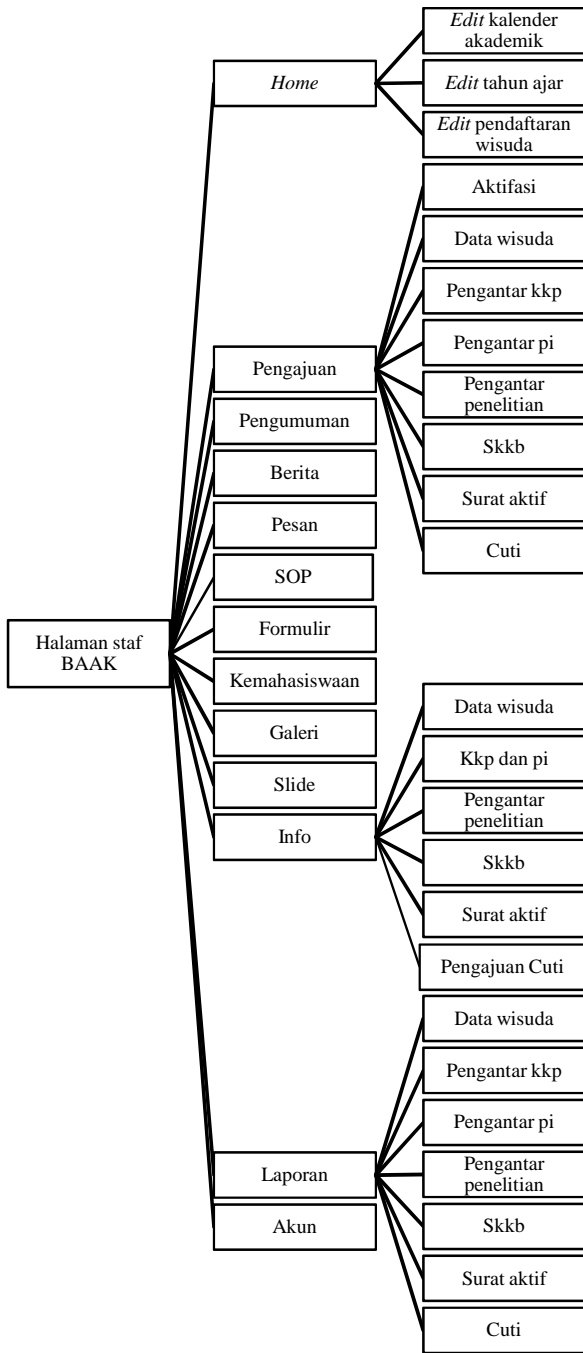 Edit kalender
akademik
Home
Edit tahun ajar
Edit pendaftaran
wisuda
Aktifasi
Data wisuda
Pengantar kkp
Pengantar pi
Pengajuan
Pengantar
penelitian
Pengumuman
Skkb
Berita
Surat aktif
Pesan
Cuti
SOP
Halaman staf
BAAK
Formulir
Kemahasiswaan
Data wisuda
Galeri
Kkp dan pi
Slide
Pengantar
penelitian
Info
Skkb
Surat aktif
Pengajuan Cuti
Data wisuda
Pengantar kkp
Pengantar pi
Laporan
Pengantar
penelitian
Akun
Skkb
Surat aktif
Cuti